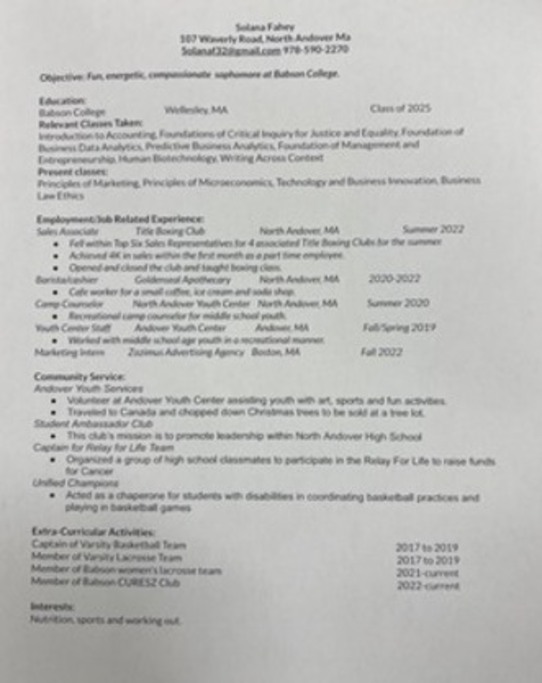 Solana Fahey
107 Waverly Road, North Andover Ma
Solanaf32@gmail.com 978-590-2270
Objective: Fun, energetic, compassionate sophomore at Babson College.
Education:
Babson College Wellesley, MA Class of 2025
Relevant Classes Taken:
Introduction to Accounting, Foundations of Critical Inquiry for Justice and Equality, Foundation of
Business Data Analytics, Predictive Business Analytics, Foundation of Management and
Entrepreneurship, Human Biotechnology, Writing Across Context
Present classes:
Principles of Marketing, Principles of Microeconomics, Technology and Business Innovation, Business
Law Ethics
Employment/Job Related Experience:
Sales Associate Title Boxing Club North Andover, MA Summer 2022
• Fell within Top Six Sales Representatives for 4 associated Title Boxing Clubs for the summer.
• Achieved 4K in sales within the first month as a part time employee.
• Opened and closed the club and taught boxing class.
Barista/cashier Goldenseal Apothecary North Andover, MA 2020-2022
• Cafe worker for a small coffee, ice cream and soda shop.
Camp Counselor North Andover Youth Center North Andover, MA Summer 2020
• Recreational camp counselor for middle school youth.
Youth Center Staff Andover Youth Center Andover, MA Fall/Spring 2019
• Worked with middle school age youth in a recreational manner.
Marketing Intern Zozimus Advertising Agency Boston, MA Fall 2022
Community Service:
Andover Youth Services
• Volunteer at Andover Youth Center assisting youth with art, sports and fun activities.
• Traveled to Canada and chopped down Christmas trees to be sold at a tree lot.
Student Ambassador Club
• This club's mission is to promote leadership within North Andover High School
Captain for Relay for Life Team
• Organized a group of high school classmates to participate in the Relay For Life to raise funds
for Cancer
Unified Champions
• Acted as a chaperone for students with disabilities in coordinating basketball practices and
playing in basketball games
Extra-Curricular Activities:
Captain of Varsity Basketball Team 2017 to 2019
Member of Varsity Lacrosse Team 2017 to 2019
Member of Babson women's lacrosse team 2021-current
Member of Babson CURESZ Club 2022-current
Interests:
Nutrition, sports and working out.